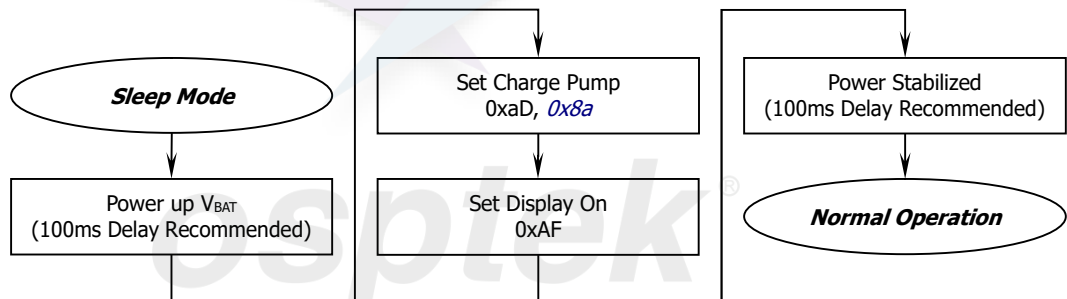 Sleep Mode
Power up VBAT
(100ms Delay Recommended)
Set Charge Pump
0xaD, 0x8a
Set Display On
0xAF
Power Stabilized
(100ms Delay Recommended)
Normal Operation
osptek®